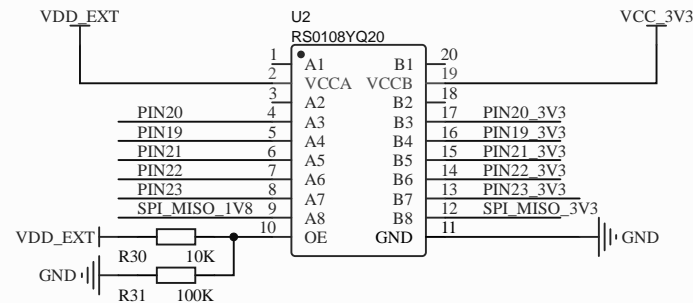 VDD_EXT U2 VCC_3V3
RS0108YQ20
1 A1 B1 20
2 VCCA VCCB 19
3 A2 B2 18
PIN20 4 A3 B3 17 PIN20_3V3
PIN19 5 A4 B4 16 PIN19_3V3
PIN21 6 A5 B5 15 PIN21_3V3
PIN22 7 A6 B6 14 PIN22_3V3
PIN23 8 A7 B7 13 PIN23_3V3
SPI_MISO_1V8 9 A8 B8 12 SPI_MISO_3V3
VDD_EXT 10 OE GND 11 GND
R30 10K
GND
R31 100K